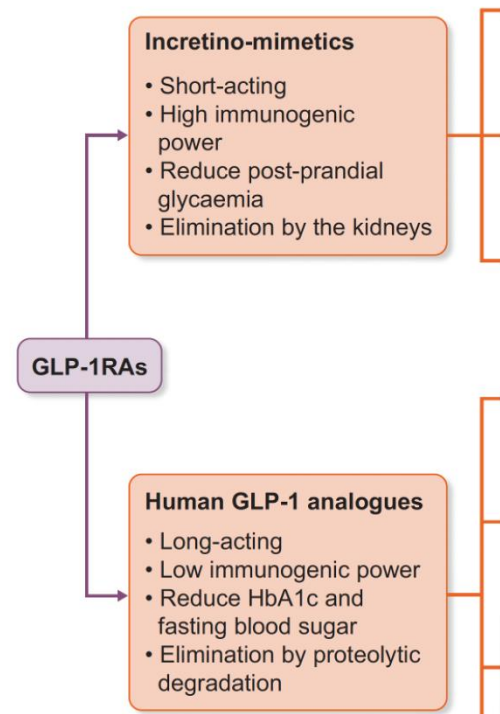 Incretino-mimetics
• Short-acting
• High immunogenic
power
• Reduce post-prandial
glycaemia
• Elimination by the kidneys
GLP-1RAs
Human GLP-1 analogues
• Long-acting
• Low immunogenic power
• Reduce HbA1c and
fasting blood sugar
• Elimination by proteolytic
degradation